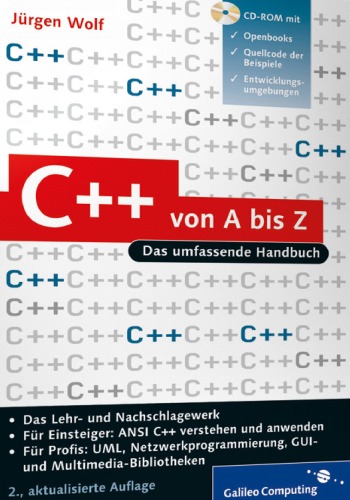 Jürgen Wolf
CD-ROM mit
✓ Openbooks
✓ Quellcode der
Beispiele
✓ Entwicklungs-
umgebungen
C++ von A bis Z
Das umfassende Handbuch
• Das Lehr- und Nachschlagewerk
• Für Einsteiger: ANSI C++ verstehen und anwenden
• Für Profis: UML, Netzwerkprogrammierung, GUI-
und Multimedia-Bibliotheken
2., aktualisierte Auflage
Galileo Computing